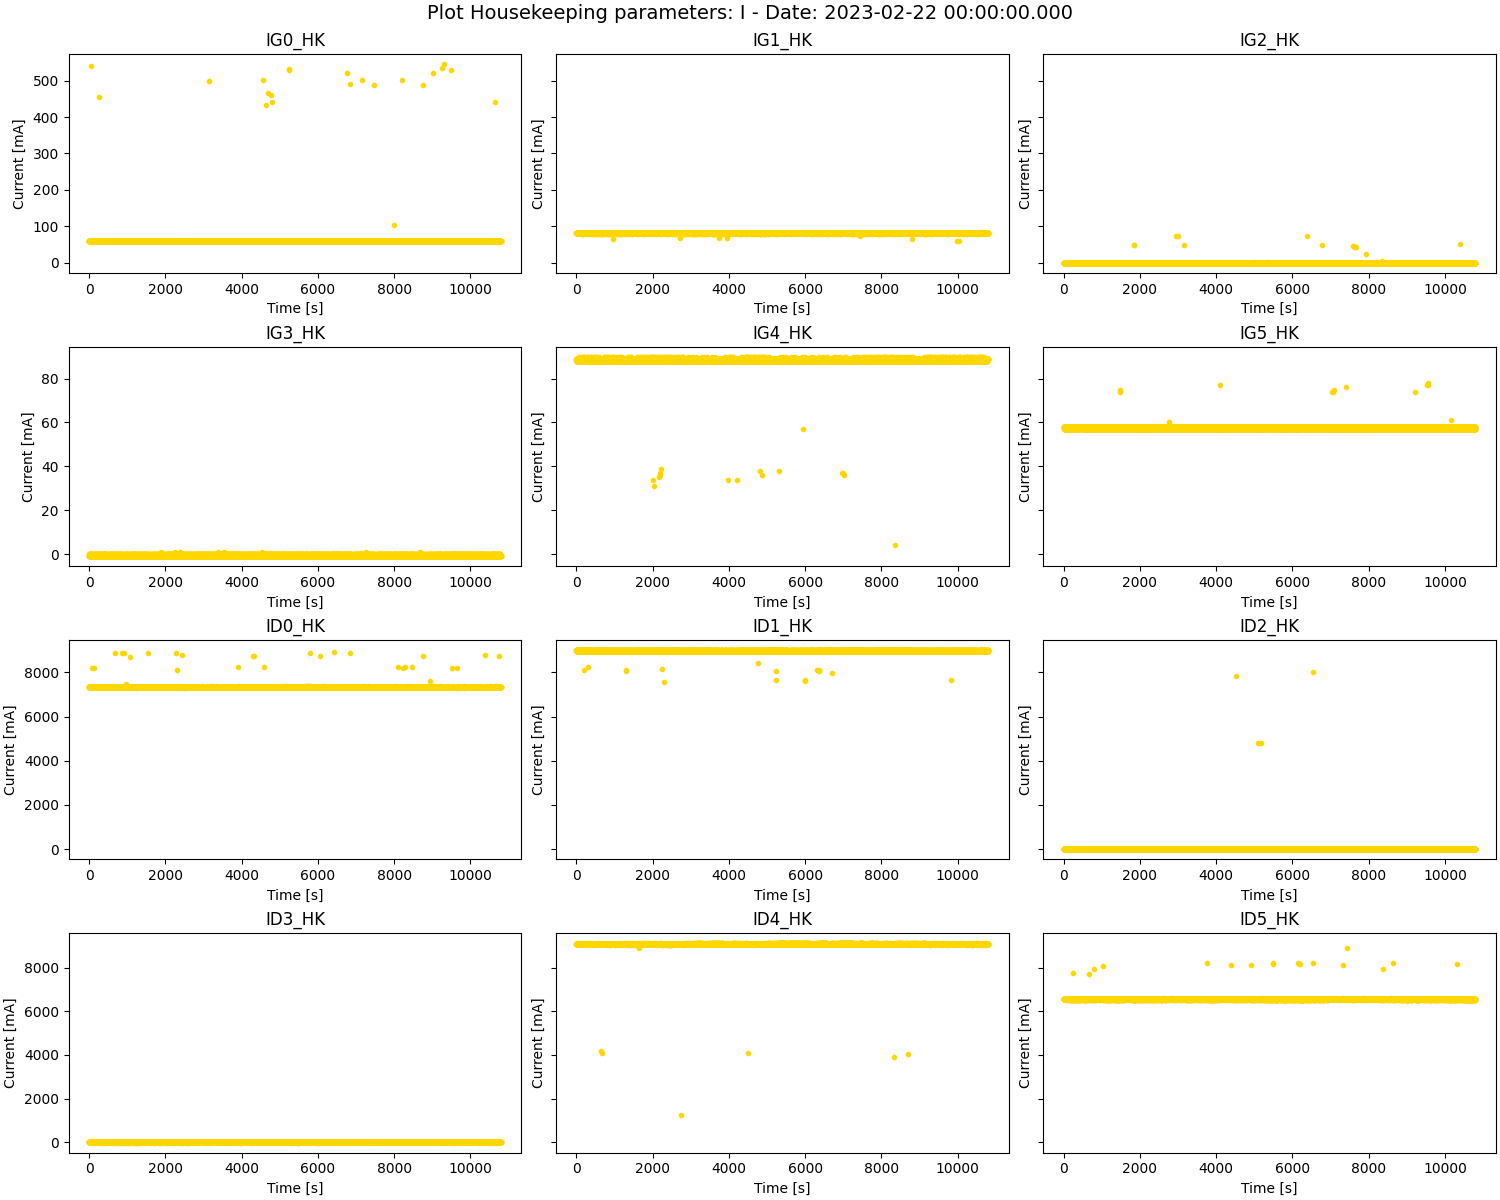 Plot Housekeeping parameters: I - Date: 2023-02-22 00:00:00.000
IG0_HK
IG1_HK
IG2_HK
Current [mA]
500
400
300
200
100
0
0 2000 4000 6000 8000 10000
Time [s]
Current [mA]
0 2000 4000 6000 8000 10000
Time [s]
Current [mA]
0 2000 4000 6000 8000 10000
Time [s]
IG3_HK
IG4_HK
IG5_HK
Current [mA]
80
60
40
20
0
0 2000 4000 6000 8000 10000
Time [s]
Current [mA]
0 2000 4000 6000 8000 10000
Time [s]
Current [mA]
0 2000 4000 6000 8000 10000
Time [s]
ID0_HK
ID1_HK
ID2_HK
Current [mA]
8000
6000
4000
2000
0
0 2000 4000 6000 8000 10000
Time [s]
Current [mA]
0 2000 4000 6000 8000 10000
Time [s]
Current [mA]
0 2000 4000 6000 8000 10000
Time [s]
ID3_HK
ID4_HK
ID5_HK
Current [mA]
8000
6000
4000
2000
0
0 2000 4000 6000 8000 10000
Time [s]
Current [mA]
0 2000 4000 6000 8000 10000
Time [s]
Current [mA]
0 2000 4000 6000 8000 10000
Time [s]